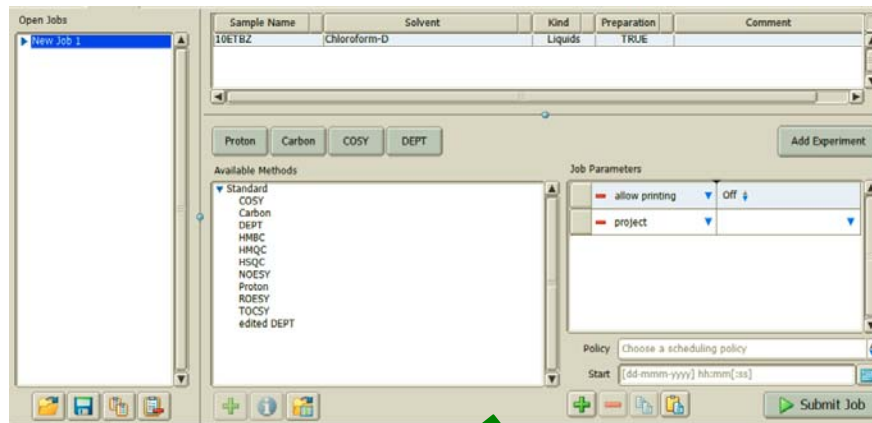 Open Jobs
New Job 1
Sample Name Solvent Kind Preparation Comment
10ETBZ Chloroform-D Liquids TRUE
Proton Carbon COSY DEPT Add Experiment
Available Methods
Standard
COSY
Carbon
DEPT
HMBC
HMQC
HSQC
NOESY
Proton
ROESY
TOCSY
edited DEPT
Job Parameters
allow printing Off
project
Policy Choose a scheduling policy
Start [dd-mmm-yyyy] hh:mm[:ss]
Submit Job